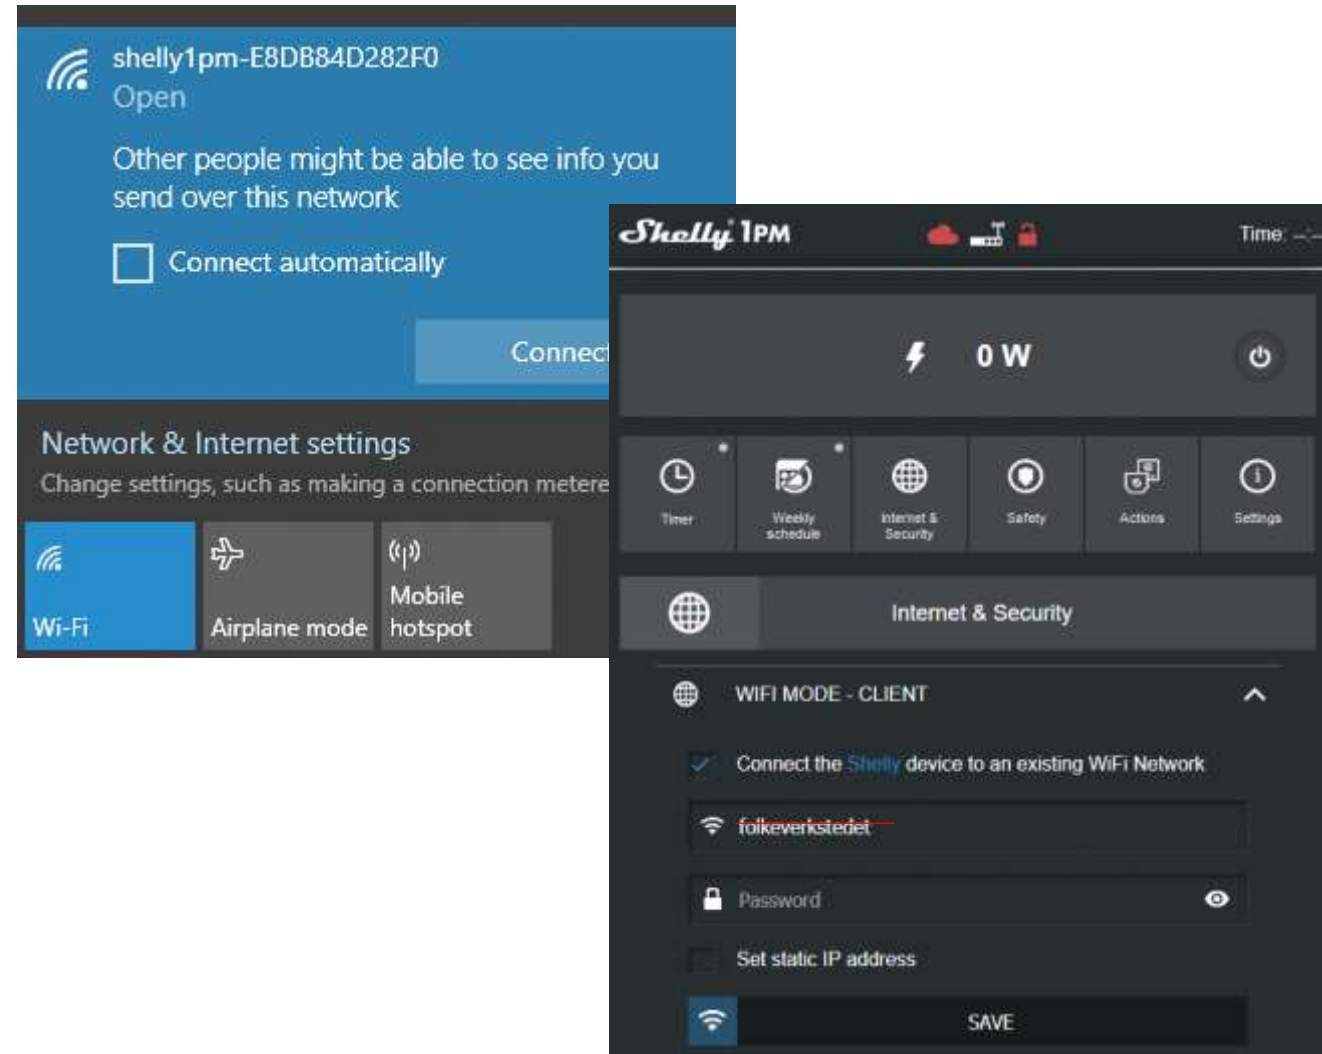 shelly1pm-E8DB84D282F0
Open
Other people might be able to see info you
send over this network
Connect automatically
Connect
Network & Internet settings
Change settings, such as making a connection metere
Wi-Fi
Airplane mode
Mobile
hotspot
Shelly 1PM
Time: --:--
0 W
Timer
Weekly
schedule
Internet &
Security
Safety
Actions
Settings
Internet & Security
WIFI MODE - CLIENT
Connect the Shelly device to an existing WiFi Network
folkeverkstedet
Password
Set static IP address
SAVE